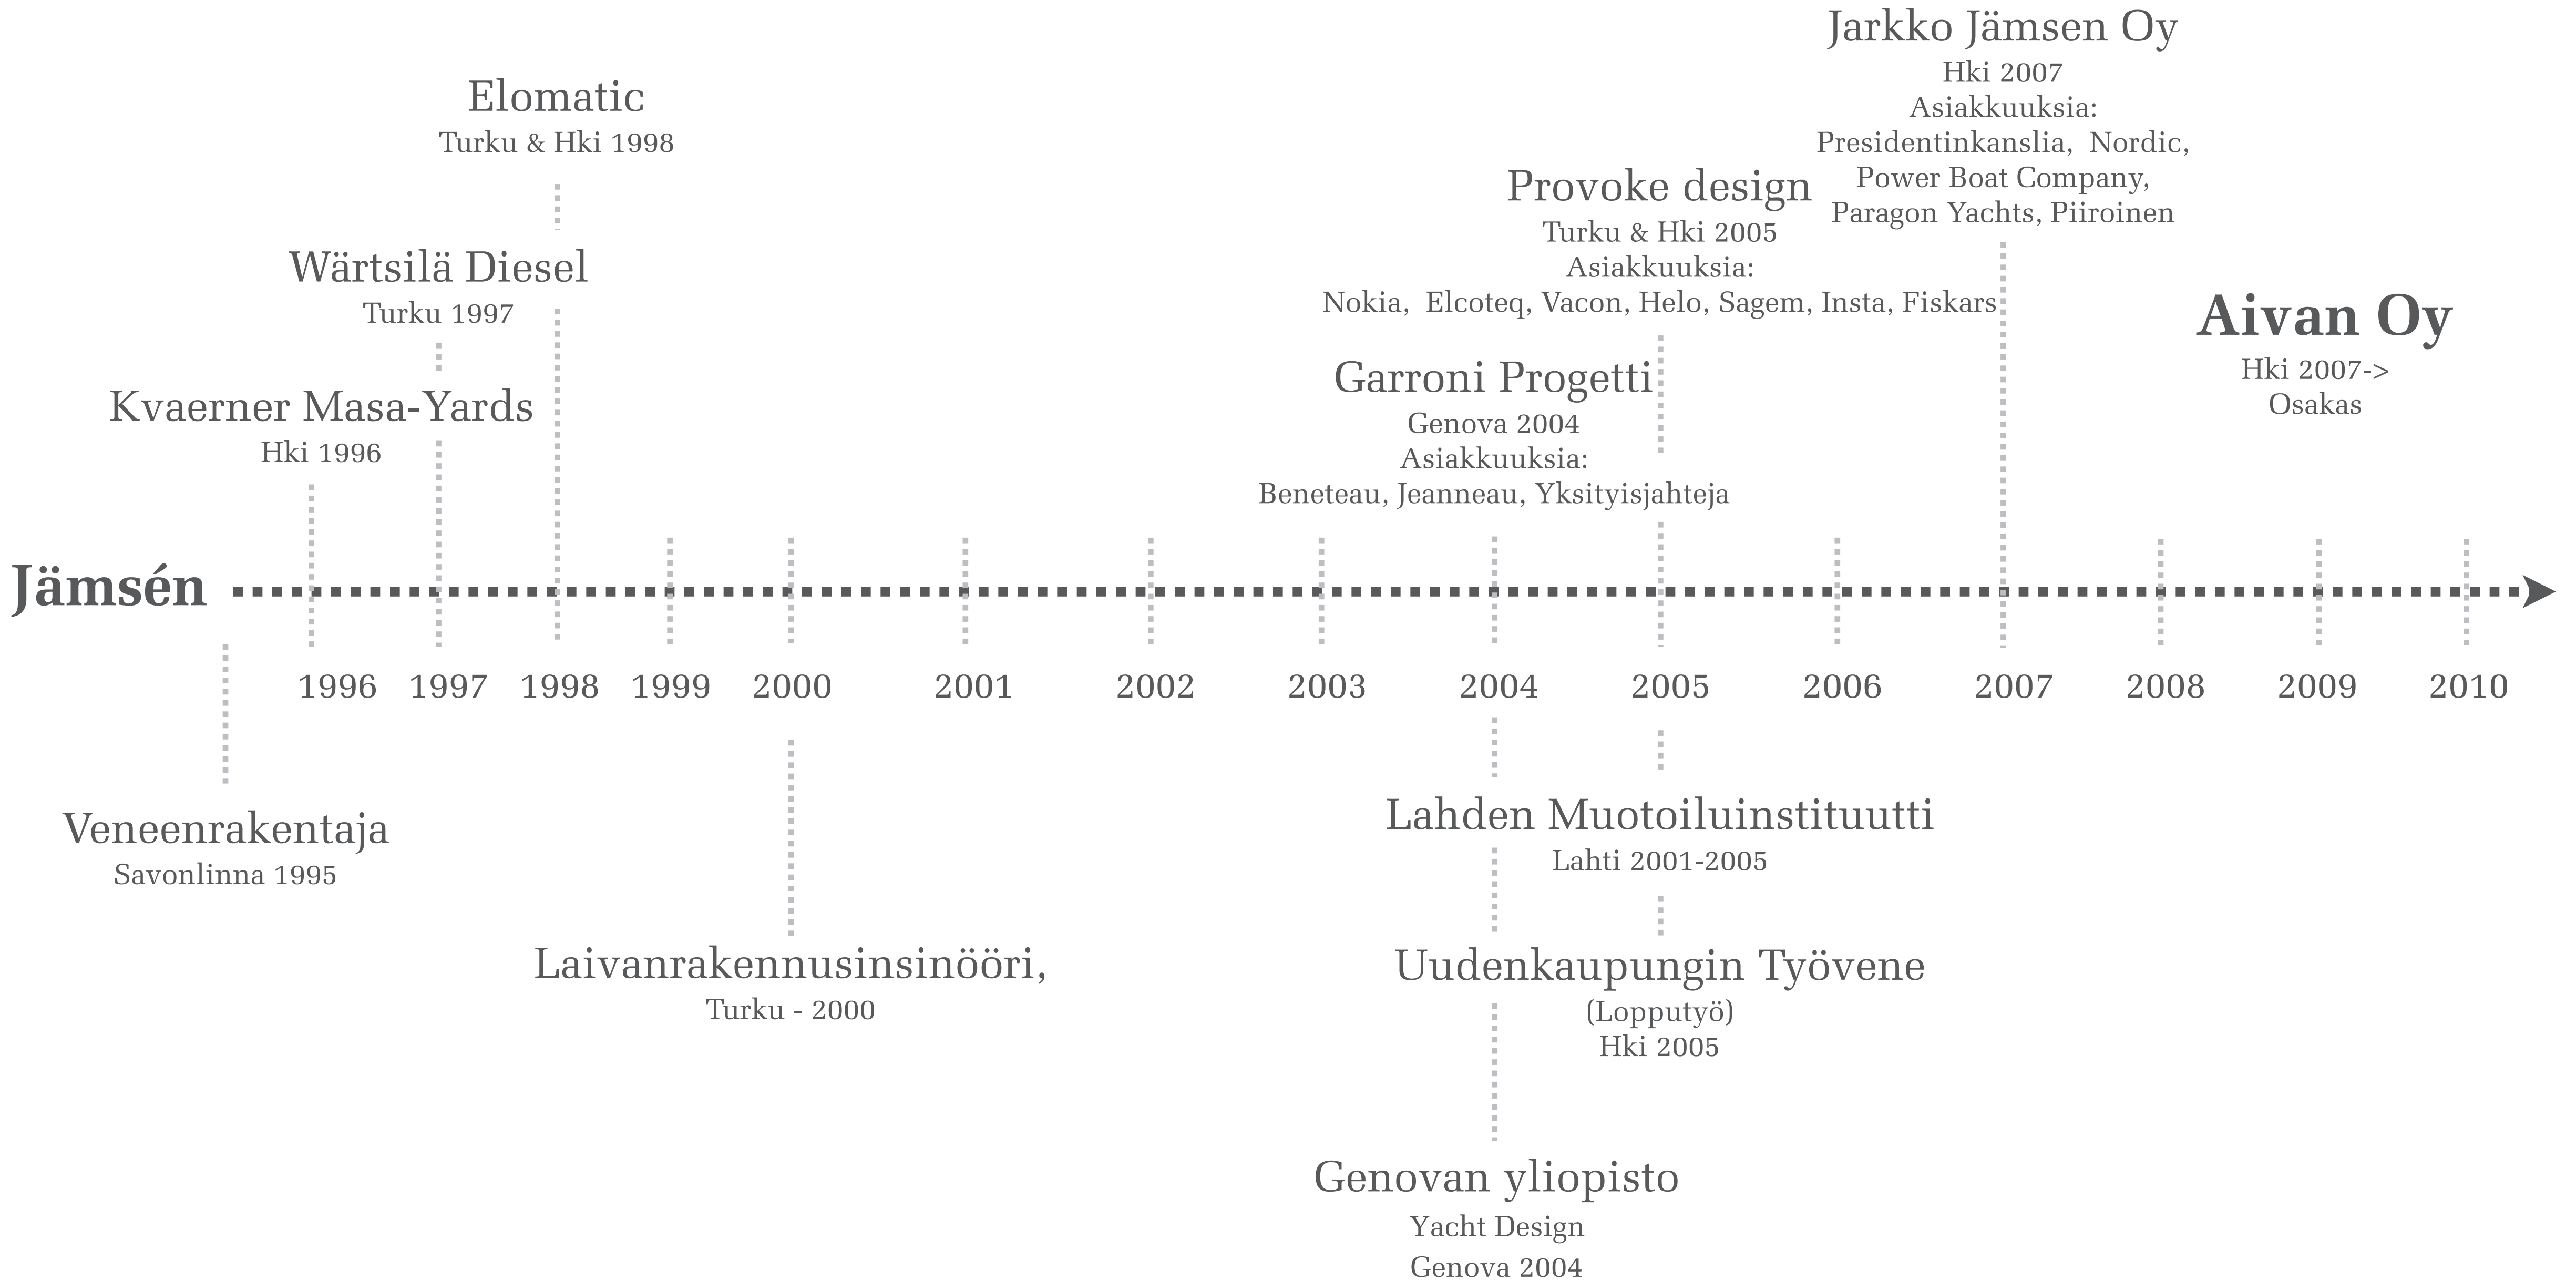 Jarkko Jämsen Oy
Hki 2007
Asiakkuuksia:
Presidentinkanslia, Nordic,
Power Boat Company,
Paragon Yachts, Piiroinen
Elomatic
Turku & Hki 1998
Provoke design
Turku & Hki 2005
Asiakkuuksia:
Nokia, Elcoteq, Vacon, Helo, Sagem, Insta, Fiskars
Wärtsilä Diesel
Turku 1997
Aivan Oy
Hki 2007->
Osakas
Garroni Progetti
Genova 2004
Asiakkuuksia:
Beneteau, Jeanneau, Yksityisjahteja
Kvaerner Masa-Yards
Hki 1996
Jämsén
1996 1997 1998 1999 2000 2001 2002 2003 2004 2005 2006 2007 2008 2009 2010
Veneenrakentaja
Savonlinna 1995
Lahden Muotoiluinstituutti
Lahti 2001-2005
Laivanrakennusinsinööri,
Turku - 2000
Uudenkaupungin Työvene
(Lopputyö)
Hki 2005
Genovan yliopisto
Yacht Design
Genova 2004